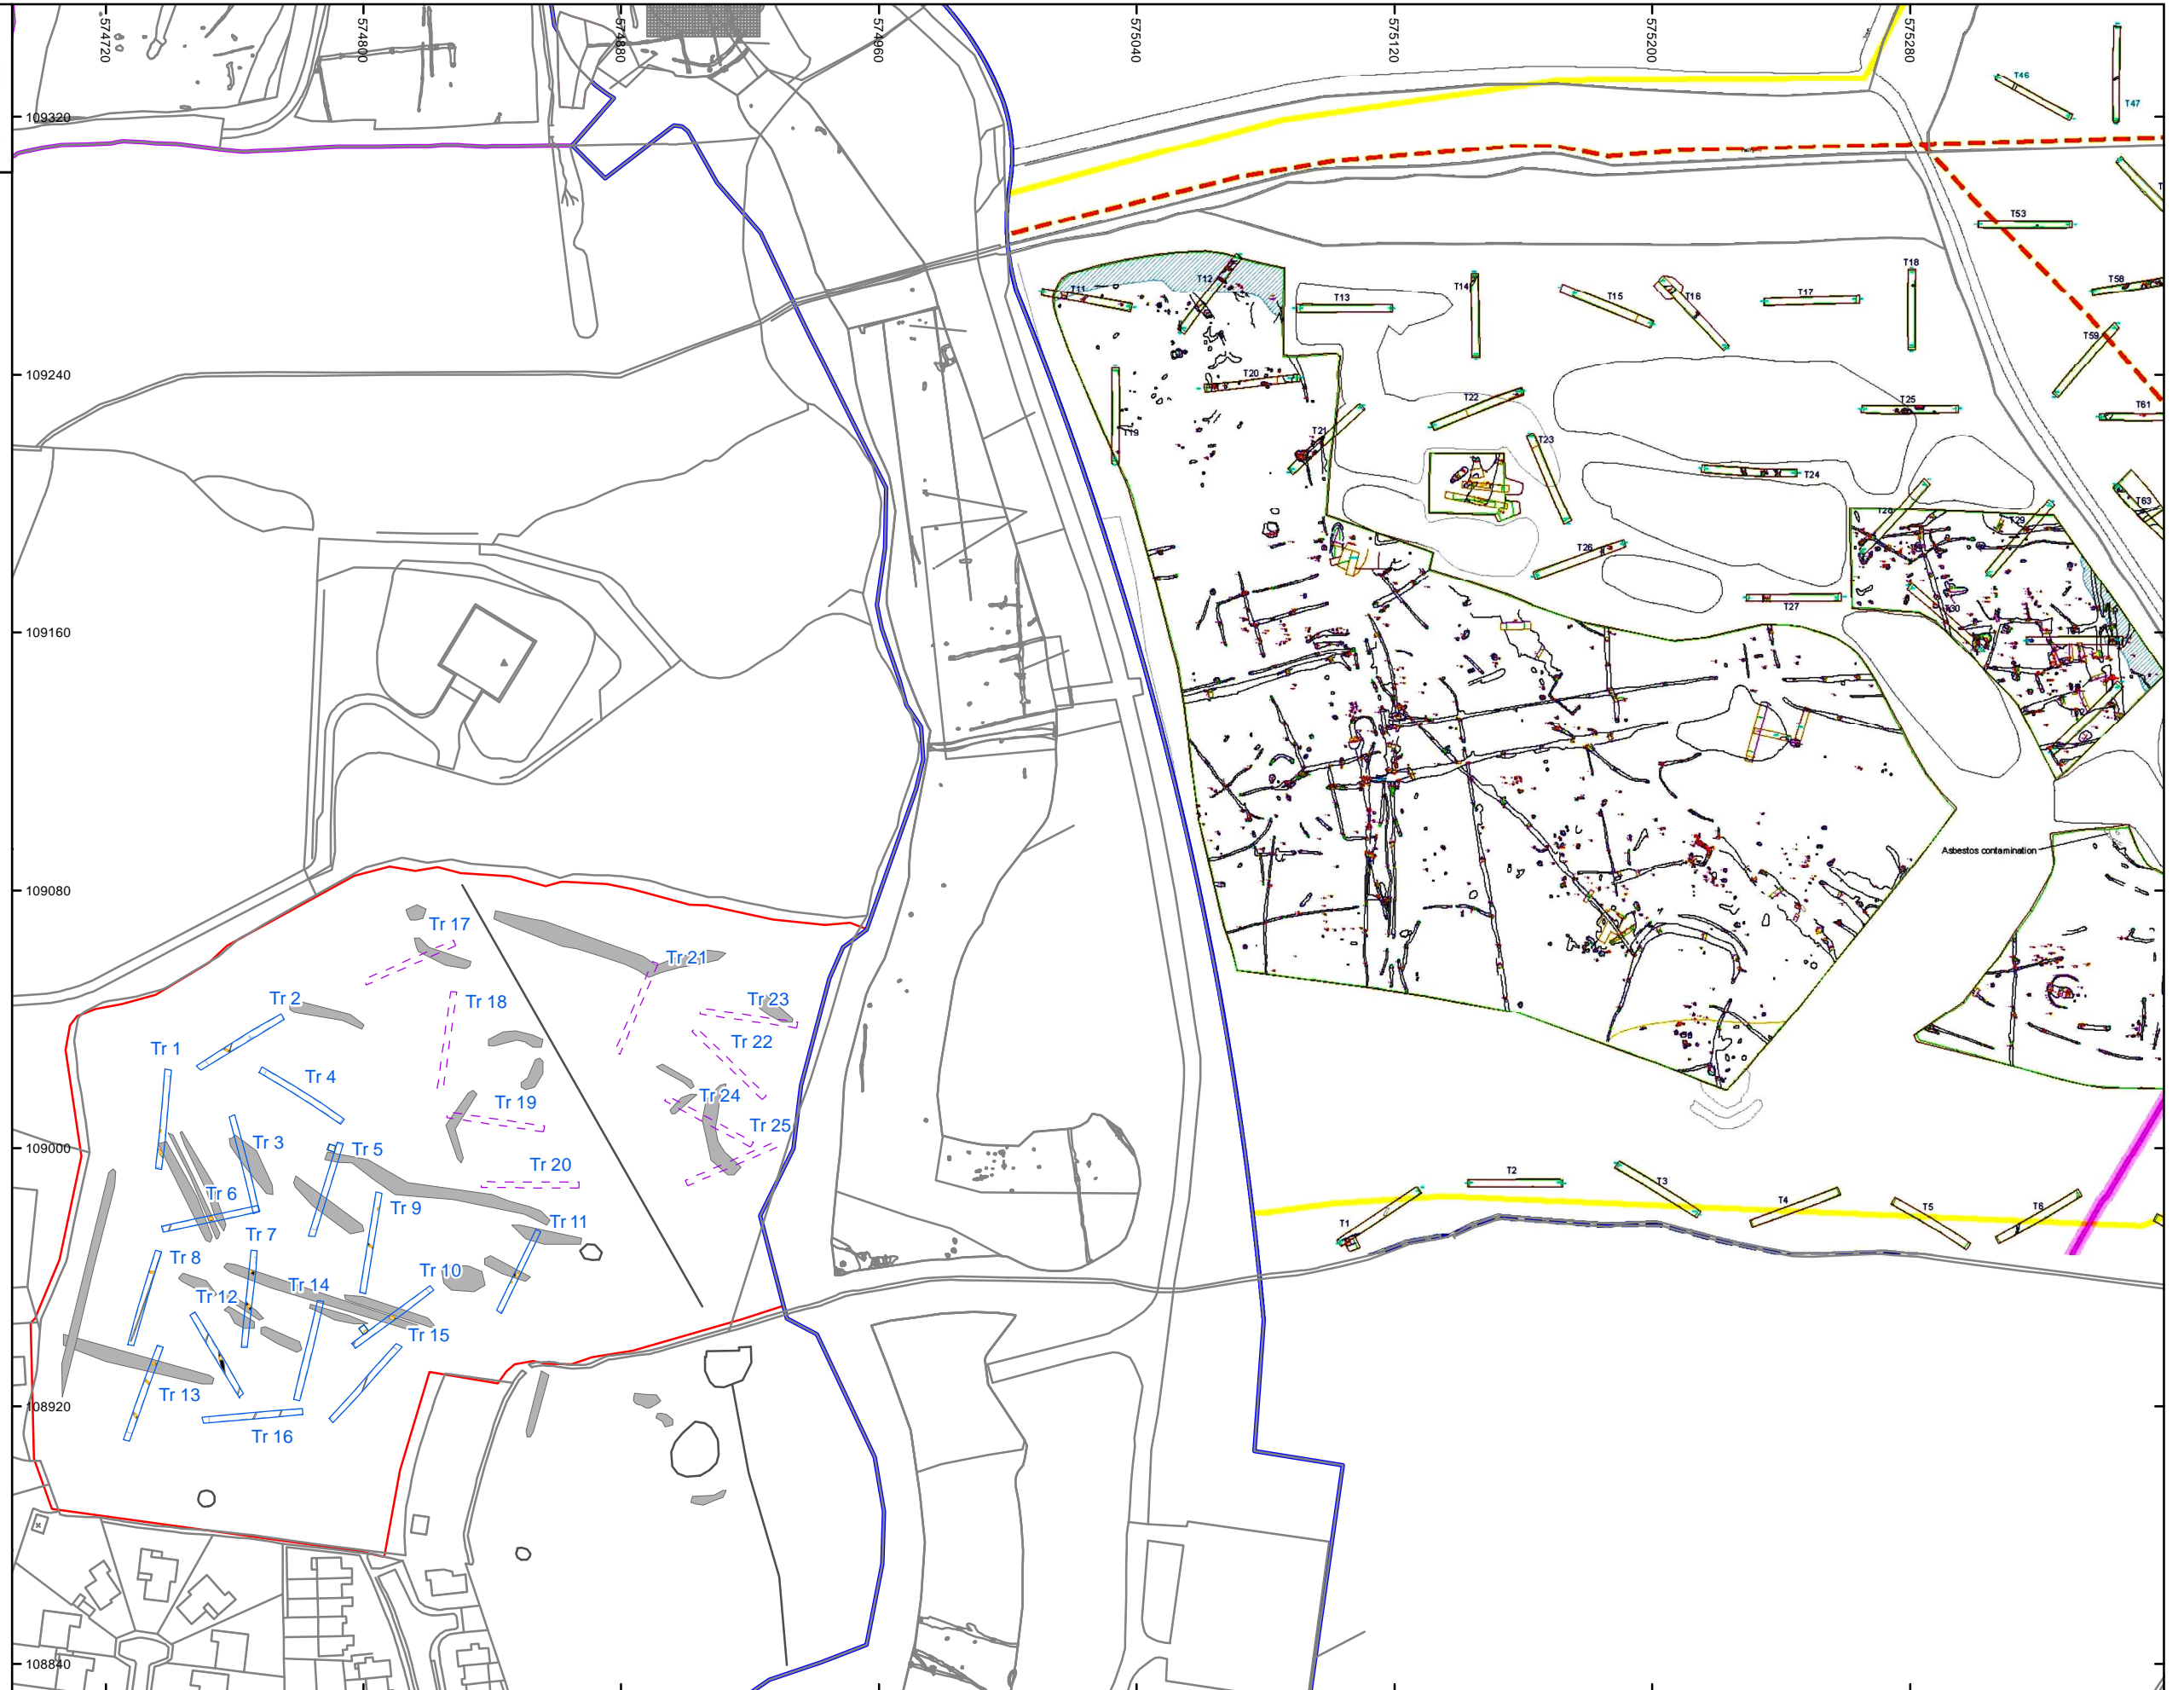 574720
574800
574880
574960
575040
575120
575200
575280
109320
109240
109160
109080
109000
108920
108840
T46
T47
T53
T58
T59
T61
T63
T11
T12
T13
T14
T15
T16
T17
T18
T19
T20
T21
T22
T23
T24
T25
T26
T27
T28
T29
T30
Asbestos contamination
T1
T2
T3
T4
T5
T6
Tr 17
Tr 21
Tr 2
Tr 18
Tr 23
Tr 1
Tr 22
Tr 4
Tr 19
Tr 24
Tr 25
Tr 3
Tr 5
Tr 20
Tr 6
Tr 9
Tr 11
Tr 7
Tr 8
Tr 10
Tr 14
Tr 12
Tr 15
Tr 13
Tr 16